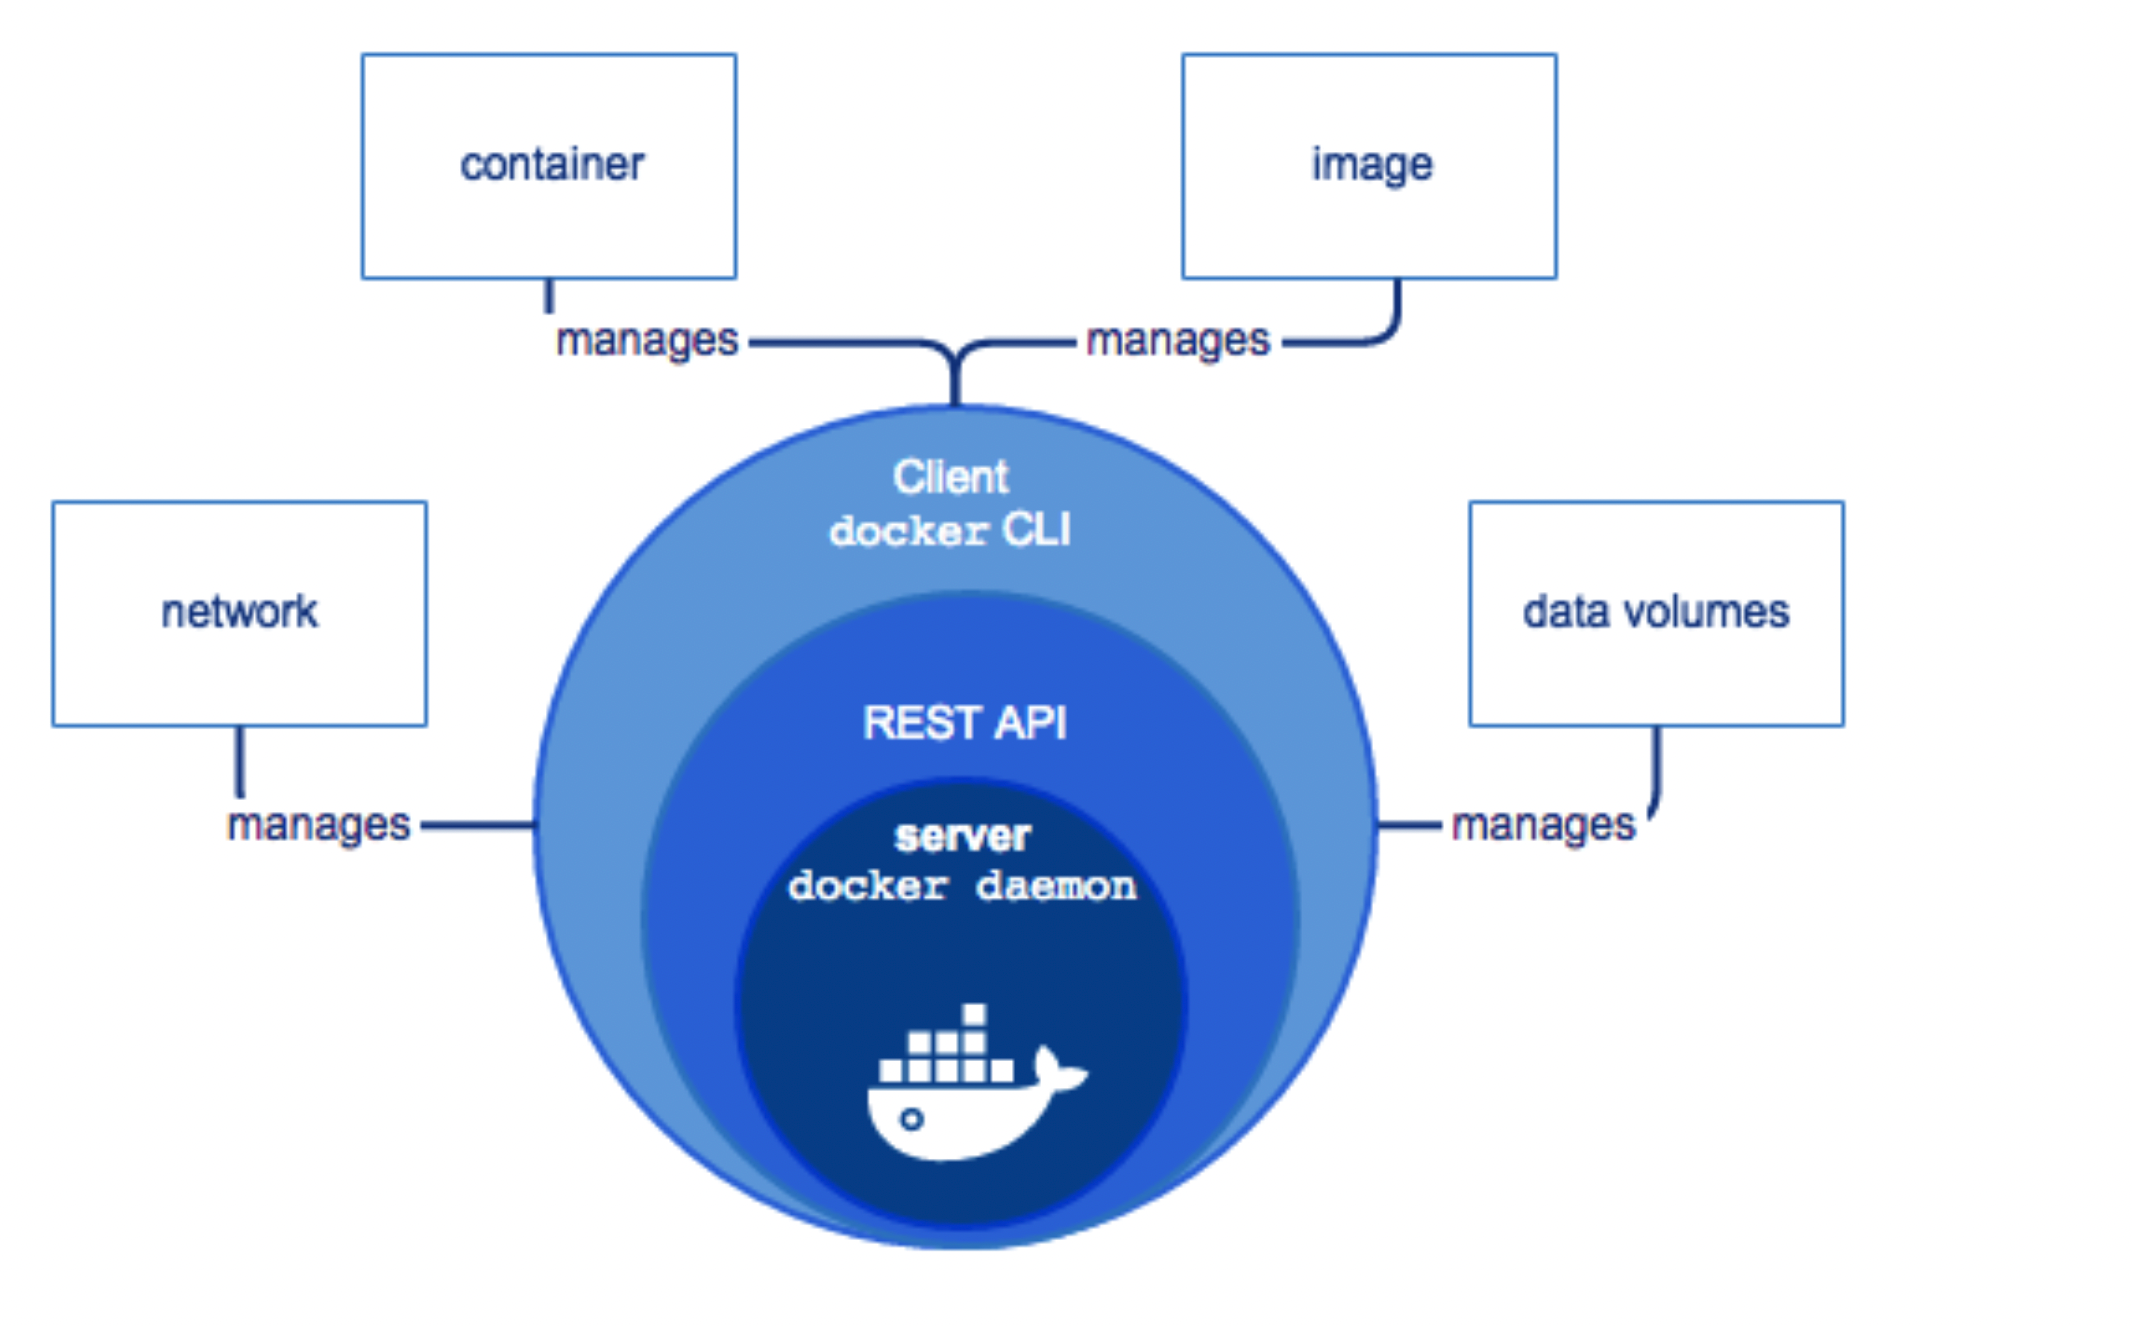 container
image
manages
manages
Client
docker CLI
network
data volumes
REST API
manages
manages
server
docker daemon